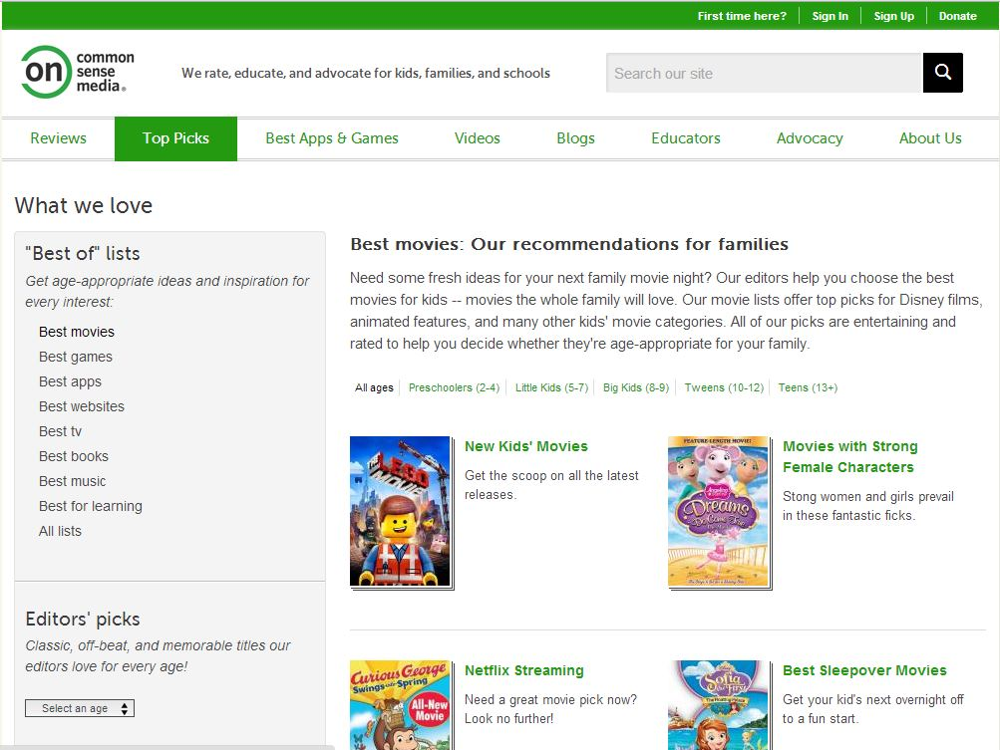 First time here? Sign In Sign Up Donate
on common sense media®
We rate, educate, and advocate for kids, families, and schools
Search our site
Reviews Top Picks Best Apps & Games Videos Blogs Educators Advocacy About Us
What we love
"Best of" lists
Get age-appropriate ideas and inspiration for
every interest:
Best movies
Best games
Best apps
Best websites
Best tv
Best books
Best music
Best for learning
All lists
Editors' picks
Classic, off-beat, and memorable titles our
editors love for every age!
Select an age
Best movies: Our recommendations for families
Need some fresh ideas for your next family movie night? Our editors help you choose the best
movies for kids -- movies the whole family will love. Our movie lists offer top picks for Disney films,
animated features, and many other kids' movie categories. All of our picks are entertaining and
rated to help you decide whether they're age-appropriate for your family.
All ages Preschoolers (2-4) Little Kids (5-7) Big Kids (8-9) Tweens (10-12) Teens (13+)
THE LEGO MOVIE
New Kids' Movies
Get the scoop on all the latest
releases.
FEATURE-LENGTH MOVIE!
Angelina
Dreams
Do Come True
Movies with Strong
Female Characters
Stong women and girls prevail
in these fantastic ficks.
Curious George
Swings into Spring
All-New
Movie
Netflix Streaming
Need a great movie pick now?
Look no further!
Sofia
the First
The Floating Palace
Best Sleepover Movies
Get your kid's next overnight off
to a fun start.